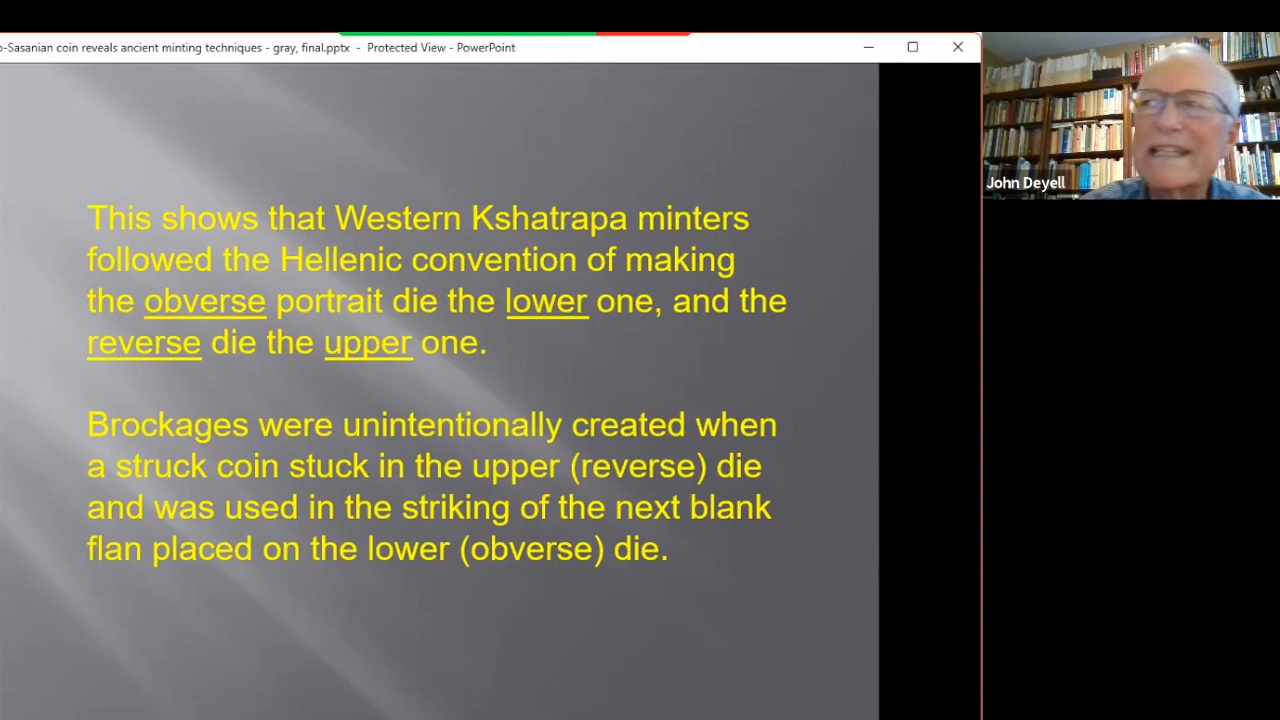 o-Sasanian coin reveals ancient minting techniques - gray, final.pptx - Protected View - PowerPoint
This shows that Western Kshatrapa minters
followed the Hellenic convention of making
the obverse portrait die the lower one, and the
reverse die the upper one.
Brockages were unintentionally created when
a struck coin stuck in the upper (reverse) die
and was used in the striking of the next blank
flan placed on the lower (obverse) die.
John Deyell